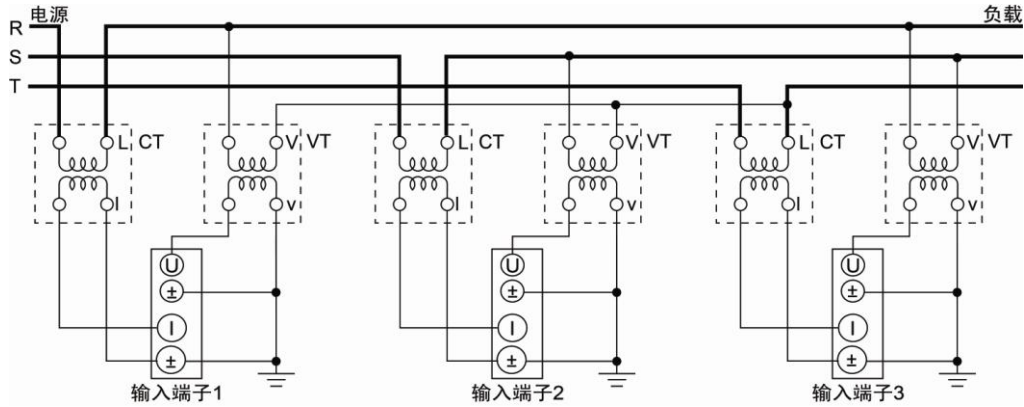 电源 负载
R
S
T
L CT V VT L CT V VT L CT V VT
l v l v l v
U U U
± ± ±
I I I
± ± ±
输入端子1 输入端子2 输入端子3